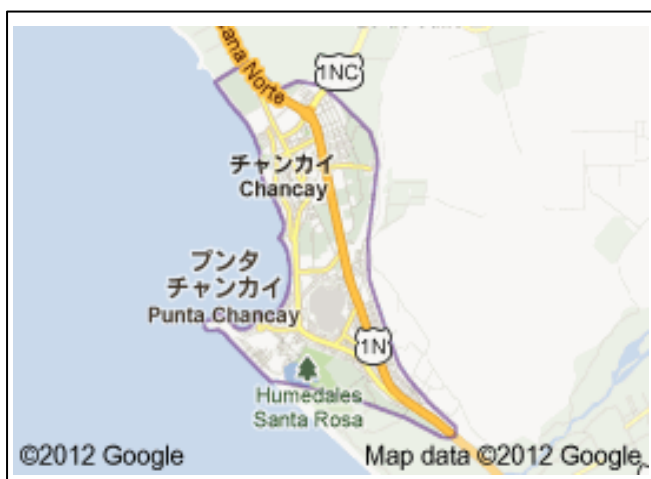 ana Norte
1NC
チャンカイ
Chancay
プンタ
チャンカイ
Punta Chancay
1N
Humedales
Santa Rosa
©2012 Google
Map data ©2012 Google